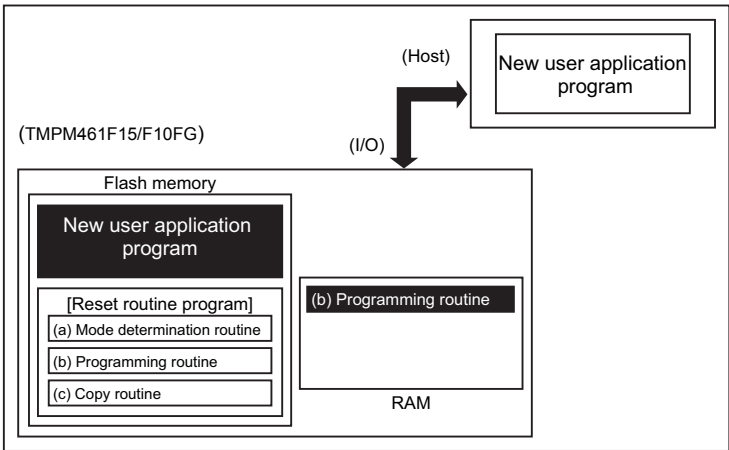 (Host)
New user application
program
(TMPM461F15/F10FG)
(I/O)
Flash memory
New user application
program
[Reset routine program]
(a) Mode determination routine
(b) Programming routine
(c) Copy routine
(b) Programming routine
RAM